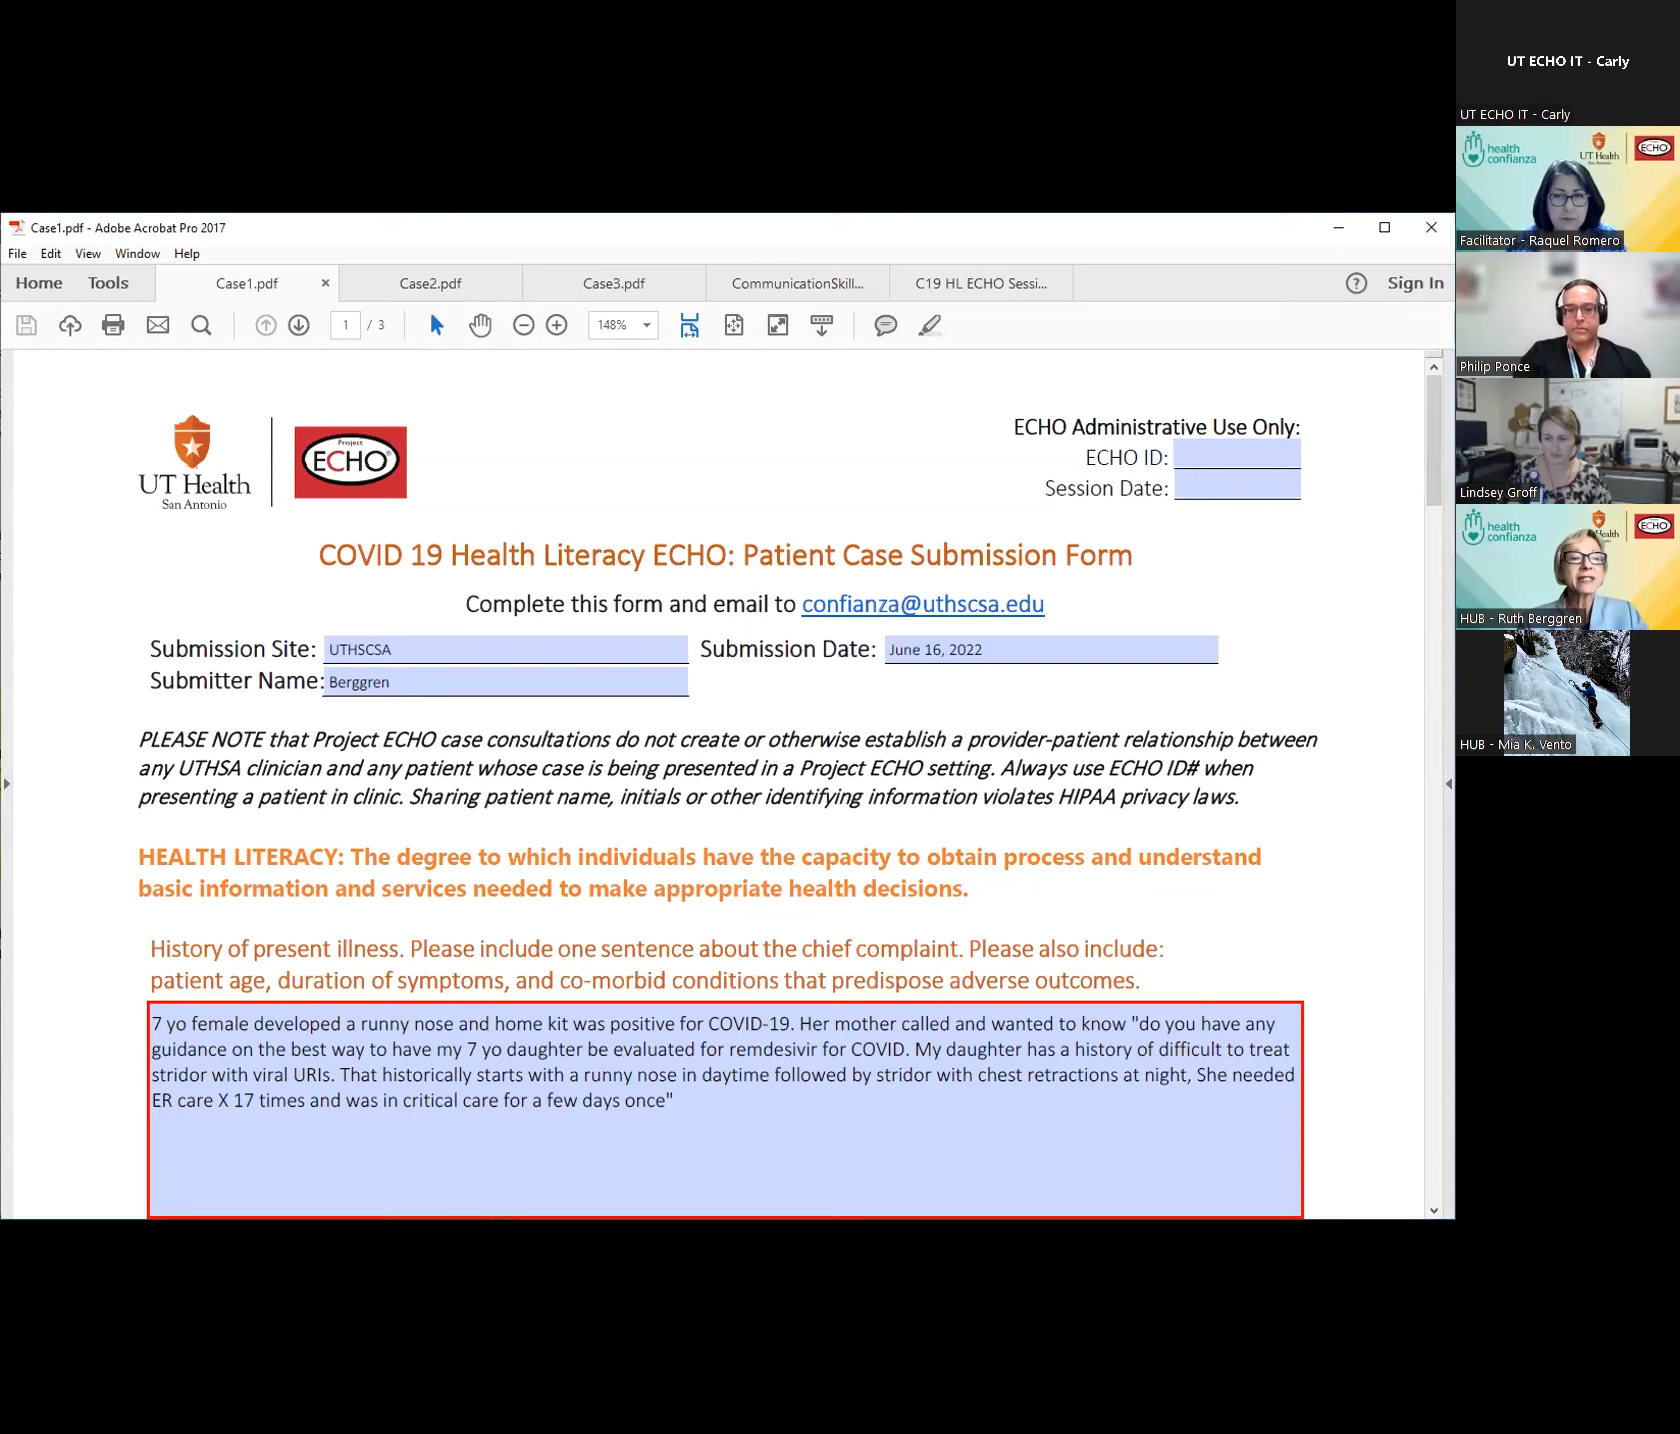 UT ECHO IT - Carly
UT ECHO IT - Carly
health
confianza
UT Health
San Antonio
ECHO
Facilitator - Raquel Romero
Philip Ponce
Lindsey Groff
health
confianza
Health
ECHO
HUB - Ruth Berggren
HUB - Mia K. Vento
Case1.pdf - Adobe Acrobat Pro 2017
File Edit View Window Help
Home Tools Case1.pdf × Case2.pdf Case3.pdf CommunicationSkill... C19 HL ECHO Sessi... ? Sign In
1 / 3 148%
UT Health
San Antonio
Project
ECHO®
ECHO Administrative Use Only:
ECHO ID:
Session Date:
COVID 19 Health Literacy ECHO: Patient Case Submission Form
Complete this form and email to confianza@uthscsa.edu
Submission Site: UTHSCSA Submission Date: June 16, 2022
Submitter Name: Berggren
PLEASE NOTE that Project ECHO case consultations do not create or otherwise establish a provider-patient relationship between
any UTHSA clinician and any patient whose case is being presented in a Project ECHO setting. Always use ECHO ID# when
presenting a patient in clinic. Sharing patient name, initials or other identifying information violates HIPAA privacy laws.
HEALTH LITERACY: The degree to which individuals have the capacity to obtain process and understand
basic information and services needed to make appropriate health decisions.
History of present illness. Please include one sentence about the chief complaint. Please also include:
patient age, duration of symptoms, and co-morbid conditions that predispose adverse outcomes.
7 yo female developed a runny nose and home kit was positive for COVID-19. Her mother called and wanted to know "do you have any
guidance on the best way to have my 7 yo daughter be evaluated for remdesivir for COVID. My daughter has a history of difficult to treat
stridor with viral URIs. That historically starts with a runny nose in daytime followed by stridor with chest retractions at night, She needed
ER care X 17 times and was in critical care for a few days once"